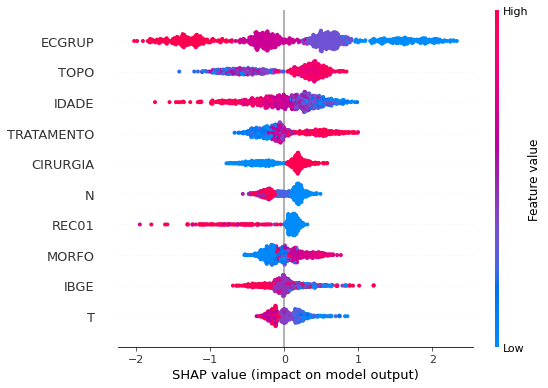 High
ECGRUP
TOPO
IDADE
TRATAMENTO
CIRURGIA
N
REC01
MORFO
IBGE
T
Feature value
Low
−2
−1
0
1
2
SHAP value (impact on model output)